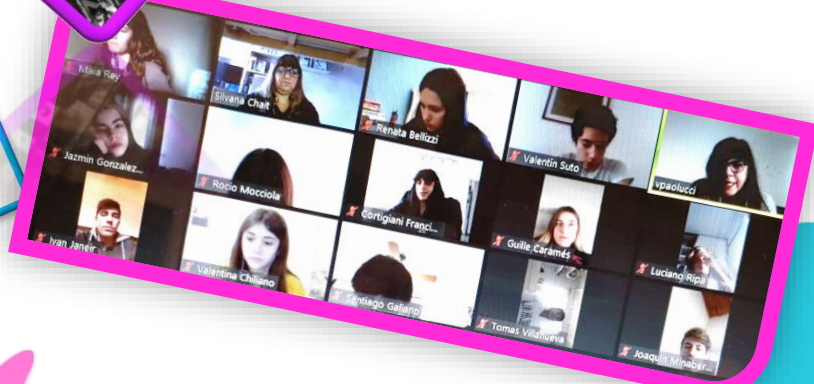 Maia Rey
Silvana Chait
Renata Bellizzi
Valentin Suto
vpaolucci
Jazmin Gonzalez...
Rocio Mocciola
Cortigiani Franci...
Guille Caramés
Luciano Ripa
Ivan Janeir
Valentina Chiliano
Santiago Galiano
Tomas Villanueva
Joaquin Minaber...